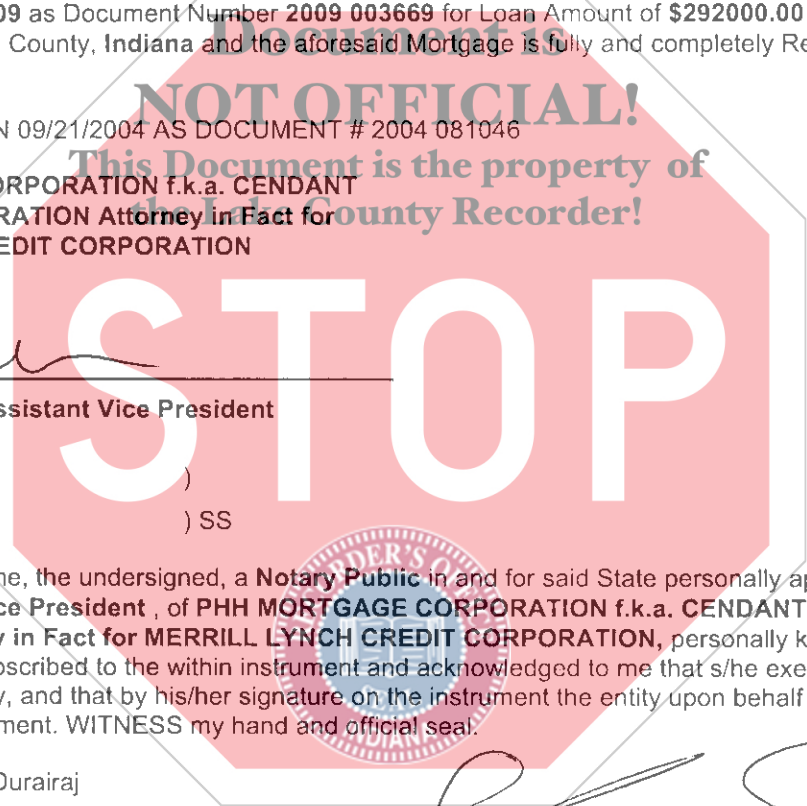 09 as Document Number 2009 003669 for Loan Amount of $292000.00
Document is
County, Indiana and the aforesaid Mortgage is fully and completely Re
NOT OFFICIAL!
N 09/21/2004 AS DOCUMENT # 2004 081046
This Document is the property of
ORPORATION f.k.a. CENDANT
RATION Attorney in Fact for
the Lake County Recorder!
EDIT CORPORATION
STOP
ssistant Vice President
)
) SS
RECORDER'S OFFICE
ne, the undersigned, a Notary Public in and for said State personally ap
ce President , of PHH MORTGAGE CORPORATION f.k.a. CENDANT
y in Fact for MERRILL LYNCH CREDIT CORPORATION, personally k
oscribed to the within instrument and acknowledged to me that s/he exe
y, and that by his/her signature on the instrument the entity upon behalf
ment. WITNESS my hand and official seal.
INDIANA
Durairaj